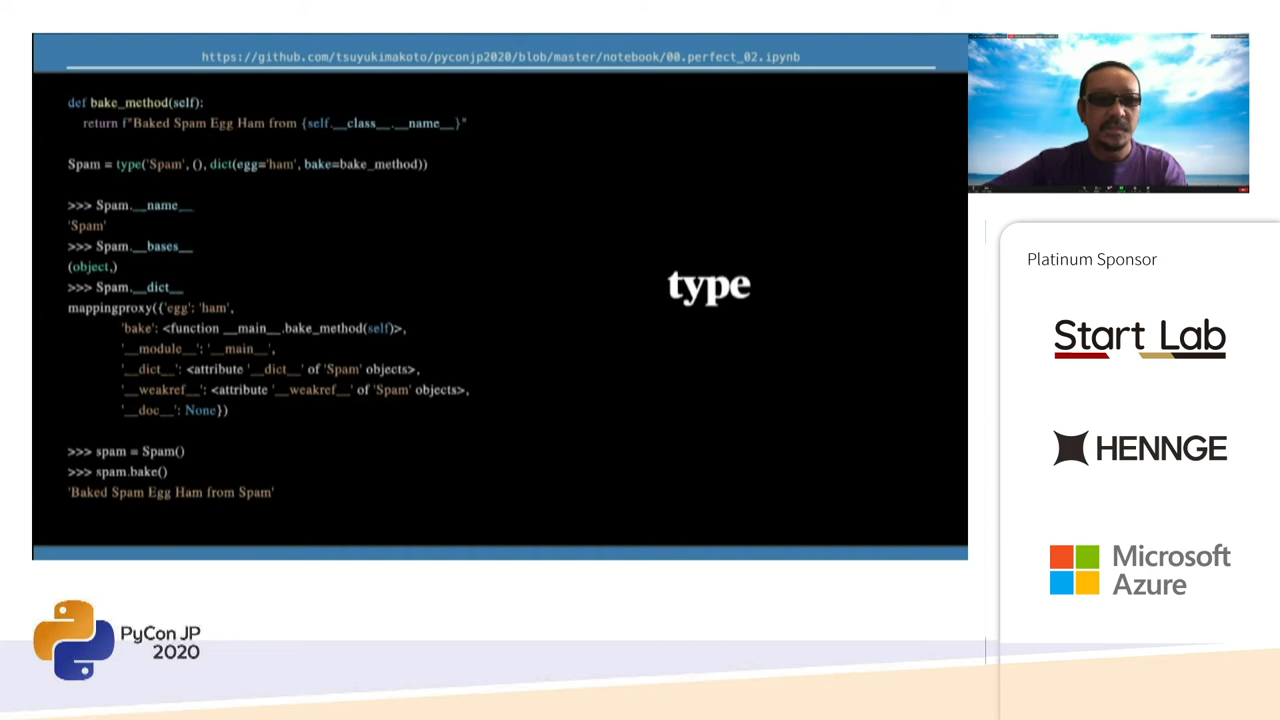 https://github.com/tsuyukimakoto/pyconjp2020/blob/master/notebook/00.perfect_02.ipynb
def bake_method(self):
    return f"Baked Spam Egg Ham from {self.__class__.__name__}"
Spam = type('Spam', (), dict(egg='ham', bake=bake_method))
>>> Spam.__name__
'Spam'
>>> Spam.__bases__
(object,)
>>> Spam.__dict__
mappingproxy({'egg': 'ham',
'bake': <function __main__.bake_method(self)>,
'__module__': '__main__',
'__dict__': <attribute '__dict__' of 'Spam' objects>,
'__weakref__': <attribute '__weakref__' of 'Spam' objects>,
'__doc__': None})
>>> spam = Spam()
>>> spam.bake()
'Baked Spam Egg Ham from Spam'
type
Platinum Sponsor
Start Lab
HENNGE
Microsoft
Azure
PyCon JP
2020